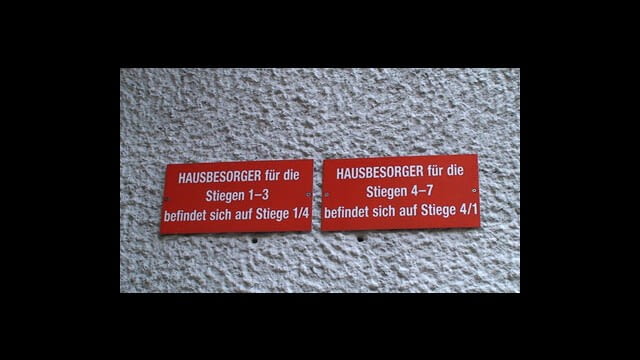 HAUSBESORGER für die
Stiegen 1–3
befindet sich auf Stiege 1/4
HAUSBESORGER für die
Stiegen 4–7
befindet sich auf Stiege 4/1